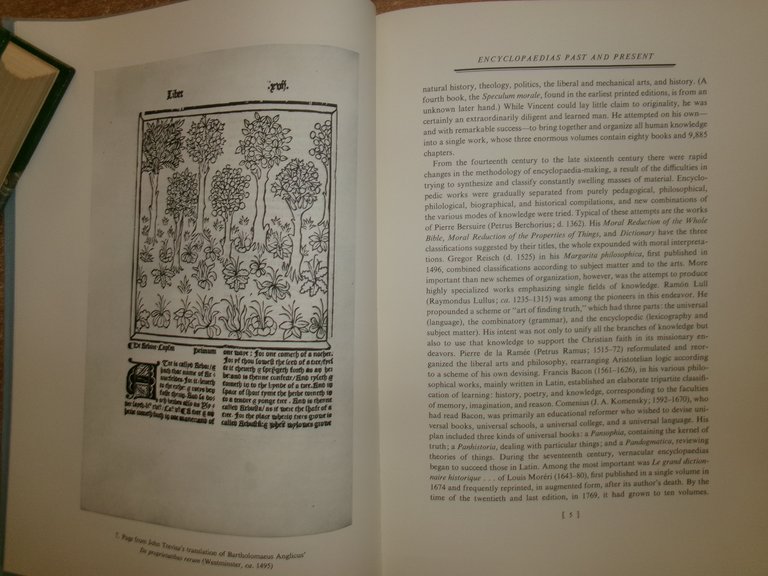 Liber
.xvij.
De Arbore Capim
Primum
7. Page from John Trevisa's translation of Bartholomaeus Anglicus'
De proprietatibus rerum (Westminster, ca. 1495)
ENCYCLOPAEDIAS PAST AND PRESENT
natural history, theology, politics, the liberal and mechanical arts, and history. (A
fourth book, the Speculum morale, found in the earliest printed editions, is from an
unknown later hand.) While Vincent could lay little claim to originality, he was
certainly an extraordinarily diligent and learned man. He attempted on his own—
and with remarkable success—to bring together and organize all human knowledge
into a single work, whose three enormous volumes contain eighty books and 9,885
chapters.
From the fourteenth century to the late sixteenth century there were rapid
changes in the methodology of encyclopaedia-making, a result of the difficulties in
trying to synthesize and classify constantly swelling masses of material. Encyclo-
pedic works were gradually separated from purely pedagogical, philosophical,
philological, biographical, and historical compilations, and new combinations of
the various modes of knowledge were tried. Typical of these attempts are the works
of Pierre Bersuire (Petrus Berchorius; d. 1362). His Moral Reduction of the Whole
Bible, Moral Reduction of the Properties of Things, and Dictionary have the three
classifications suggested by their titles, the whole expounded with moral interpreta-
tions. Gregor Reisch (d. 1525) in his Margarita philosophica, first published in
1496, combined classifications according to subject matter and to the arts. More
important than new schemes of organization, however, was the attempt to produce
highly specialized works emphasizing single fields of knowledge. Ramón Lull
(Raymondus Lullus; ca. 1235–1315) was among the pioneers in this endeavor. He
propounded a scheme or "art of finding truth," which had three parts: the universal
(language), the combinatory (grammar), and the encyclopedic (lexicography and
subject matter). His intent was not only to unify all the branches of knowledge but
also to use that knowledge to support the Christian faith in its missionary en-
deavors. Pierre de la Ramée (Petrus Ramus; 1515–72) reformulated and reor-
ganized the liberal arts and philosophy, rearranging Aristotelian logic according
to a scheme of his own devising. Francis Bacon (1561–1626), in his various philo-
sophical works, mainly written in Latin, established an elaborate tripartite classifi-
cation of learning: history, poetry, and knowledge, corresponding to the faculties
of memory, imagination, and reason. Comenius (J. A. Komensky; 1592–1670), who
had read Bacon, was primarily an educational reformer who wished to devise uni-
versal books, universal schools, a universal college, and a universal language. His
plan included three kinds of universal books: a Pansophia, containing the kernel of
truth; a Panhistoria, dealing with particular things; and a Pandogmatica, reviewing
theories of things. During the seventeenth century, vernacular encyclopaedias
began to succeed those in Latin. Among the most important was Le grand diction-
naire historique . . . of Louis Moréri (1643–80), first published in a single volume in
1674 and frequently reprinted, in augmented form, after its author's death. By the
time of the twentieth and last edition, in 1769, it had grown to ten volumes.
[ 5 ]